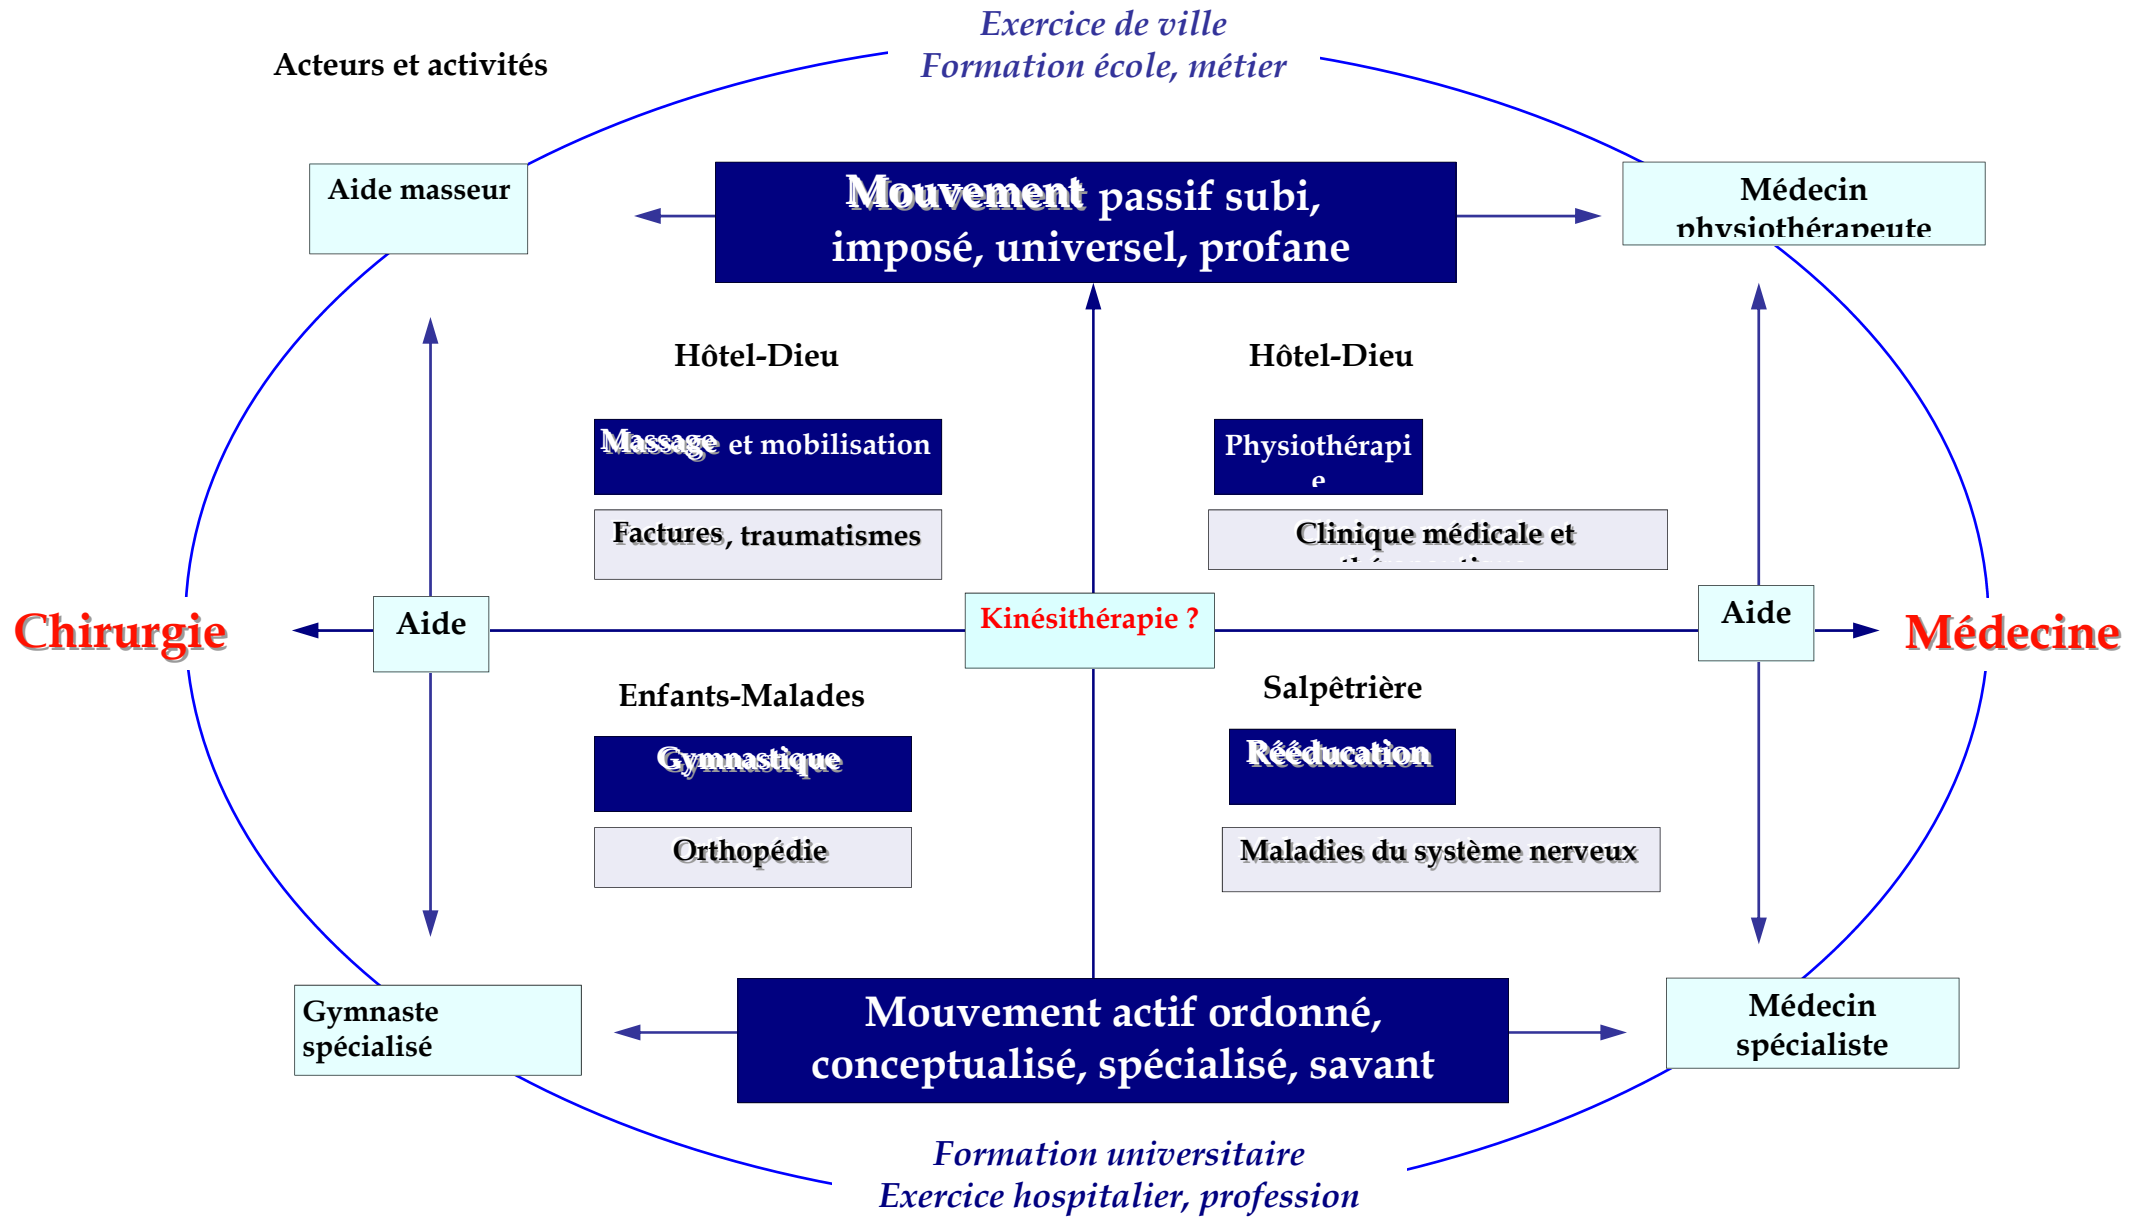 Exercice de ville
Formation école, métier
Acteurs et activités
Aide masseur
Mouvement passif subi,
imposé, universel, profane
Médecin
physiothérapeute
Hôtel-Dieu
Hôtel-Dieu
Massage et mobilisation
Physiothérapi
e
Factures, traumatismes
Clinique médicale et
Chirurgie
Aide
Kinésithérapie ?
Aide
Médecine
Enfants-Malades
Salpêtrière
Gymnastique
Rééducation
Orthopédie
Maladies du système nerveux
Gymnaste
spécialisé
Mouvement actif ordonné,
conceptualisé, spécialisé, savant
Médecin
spécialiste
Formation universitaire
Exercice hospitalier, profession